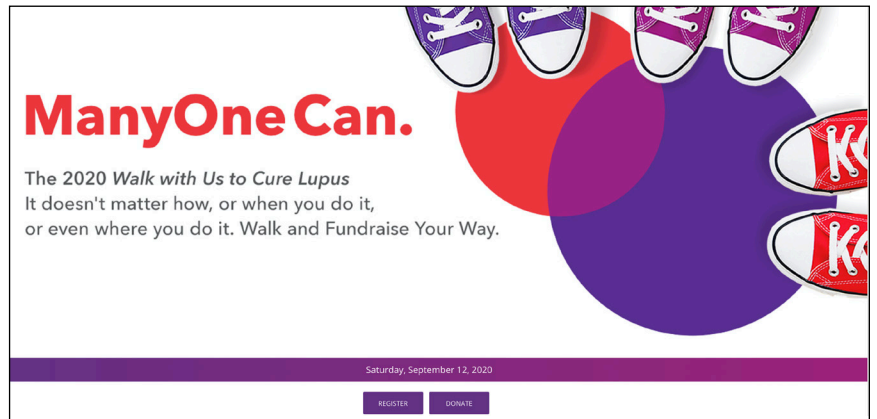 ManyOneCan.
The 2020 Walk with Us to Cure Lupus
It doesn't matter how, or when you do it,
or even where you do it. Walk and Fundraise Your Way.
Saturday, September 12, 2020
REGISTER DONATE